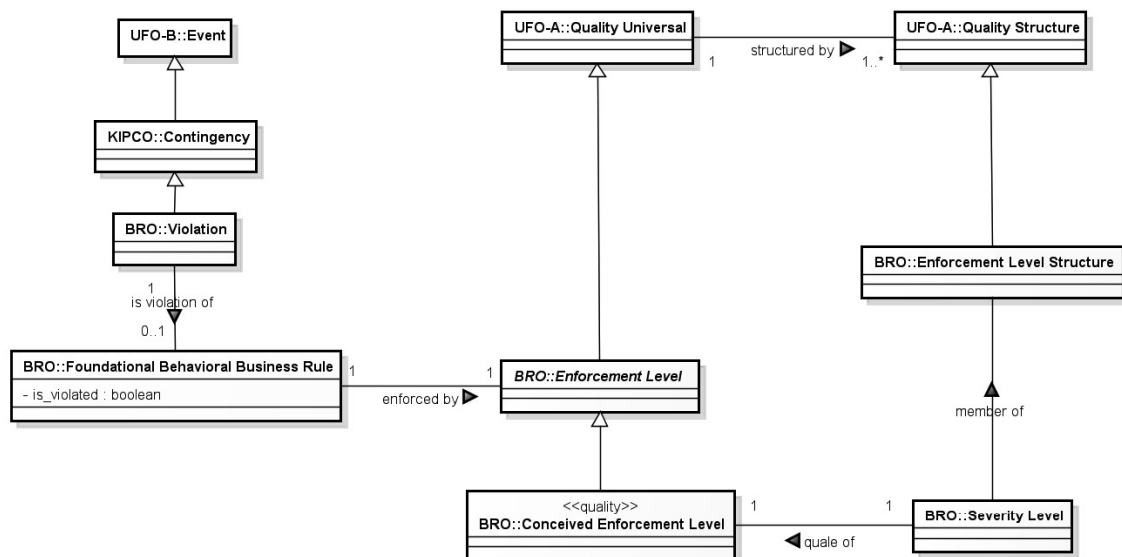 UFO-B::Event
UFO-A::Quality Universal
UFO-A::Quality Structure
structured by
1
1..*
KIPCO::Contingency
BRO::Violation
BRO::Enforcement Level Structure
1
is violation of
0..1
BRO::Foundational Behavioral Business Rule
- is_violated : boolean
1
enforced by
1
BRO::Enforcement Level
member of
<<quality>>
BRO::Conceived Enforcement Level
1
quale of
1
BRO::Severity Level